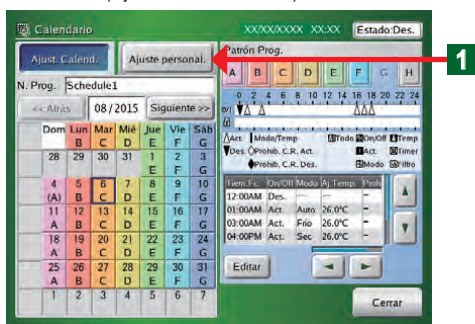 Calendario
XX/XX/XXXX XX:XX
Estado:Des.
Ajust. Calend.
Ajuste personal.
1
N. Prog. Schedule1
<< Atrás
08/2015
Siguiente >>
Dom Lun Mar Mié Jue Vie Sáb
B C D E F G
28 29 30 31 1 2 3
E F G
4 5 6 7 8 9 10
(A) B C D E F G
11 12 13 14 15 16 17
A B C D E F G
18 19 20 21 22 23 24
A B C D E F G
25 26 27 28 29 30 31
A B C D E F G
1 2 3 4 5 6 7
Patrón Prog.
A B C D E F G H
0 2 4 6 8 10 12 14 16 18 20 22 24
Act. Modo/Temp Todo On/Off Temp
Des. Prohib. C.R. Act. Act. Timer
Prohib. C.R. Des. Modo Filtro
Tiem.Fc. On/Off Modo Aj.Temp. Proh
12:00AM Des. — —
01:00AM Act. Auto 26.0°C –
03:00AM Act. Frío 26.0°C –
04:00PM Act. Sec 26.0°C –
Editar
Cerrar